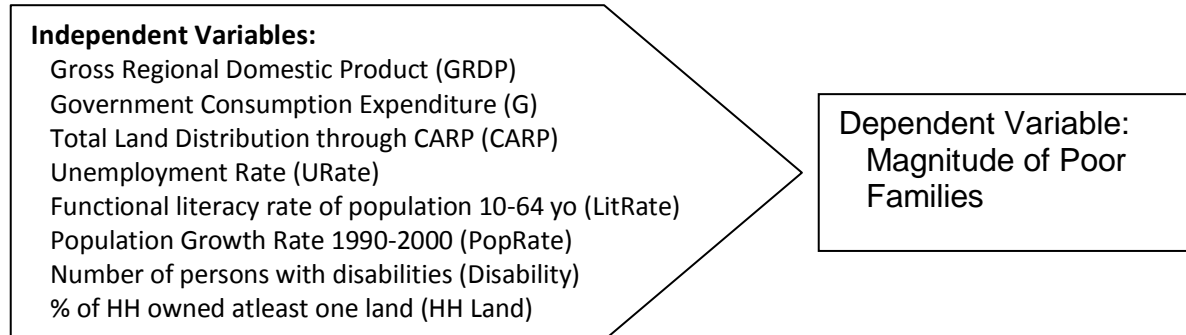 Independent Variables:
Gross Regional Domestic Product (GRDP)
Government Consumption Expenditure (G)
Total Land Distribution through CARP (CARP)
Unemployment Rate (URate)
Functional literacy rate of population 10-64 yo (LitRate)
Population Growth Rate 1990-2000 (PopRate)
Number of persons with disabilities (Disability)
% of HH owned atleast one land (HH Land)
Dependent Variable:
Magnitude of Poor
Families